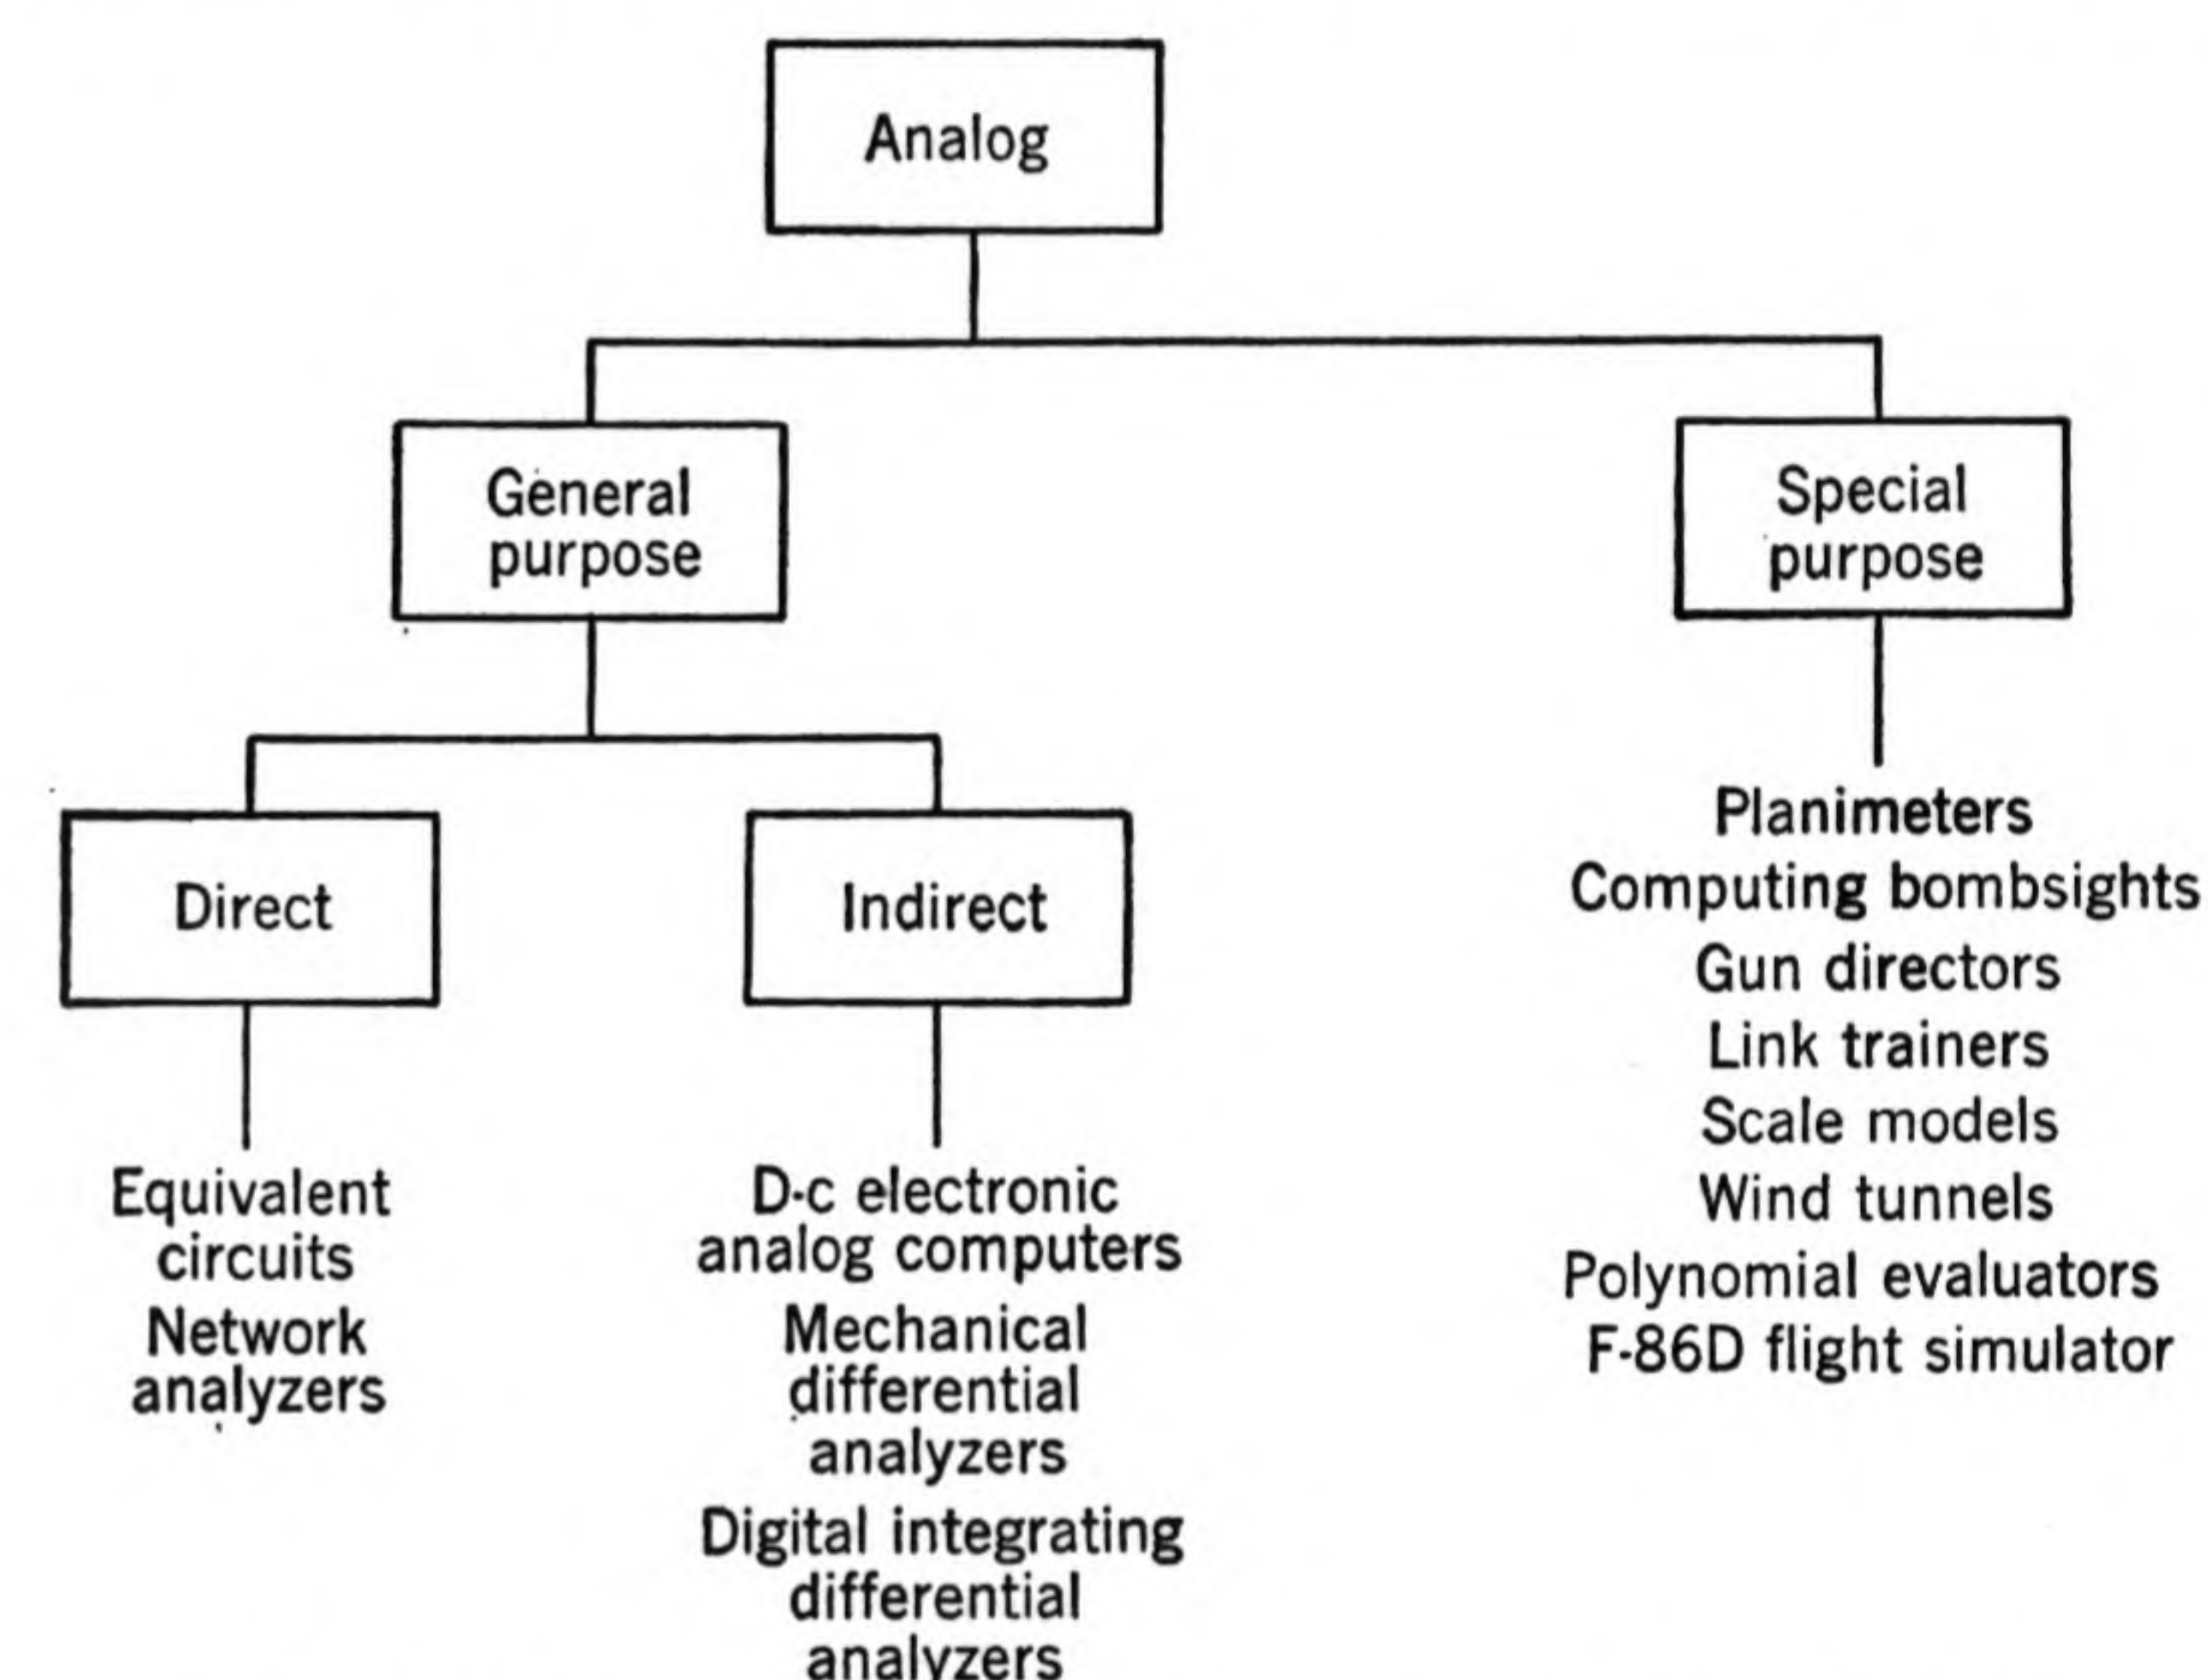 Analog
General
purpose
Special
purpose
Direct
Indirect
Equivalent
circuits
Network
analyzers
D-c electronic
analog computers
Mechanical
differential
analyzers
Digital integrating
differential
analyzers
Planimeters
Computing bombsights
Gun directors
Link trainers
Scale models
Wind tunnels
Polynomial evaluators
F-86D flight simulator